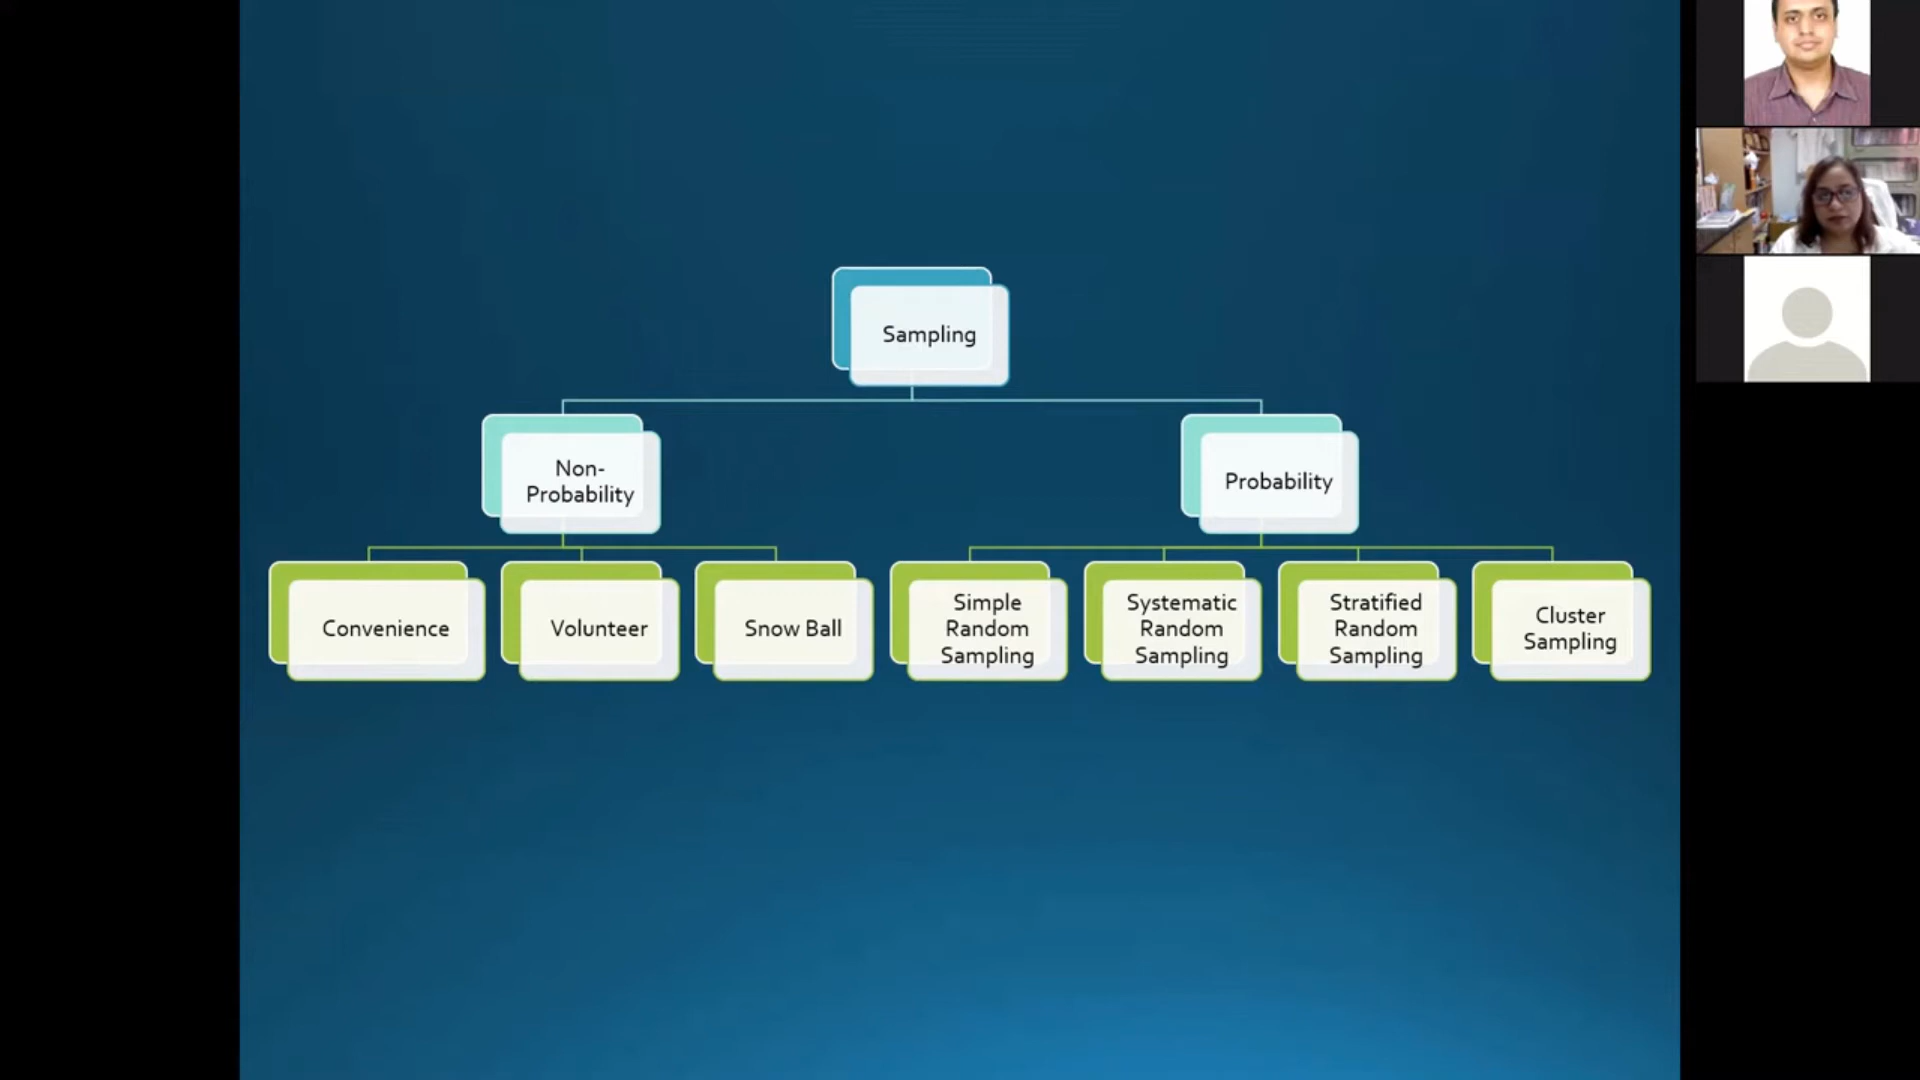 Sampling
Non-
Probability
Probability
Convenience
Volunteer
Snow Ball
Simple
Random
Sampling
Systematic
Random
Sampling
Stratified
Random
Sampling
Cluster
Sampling